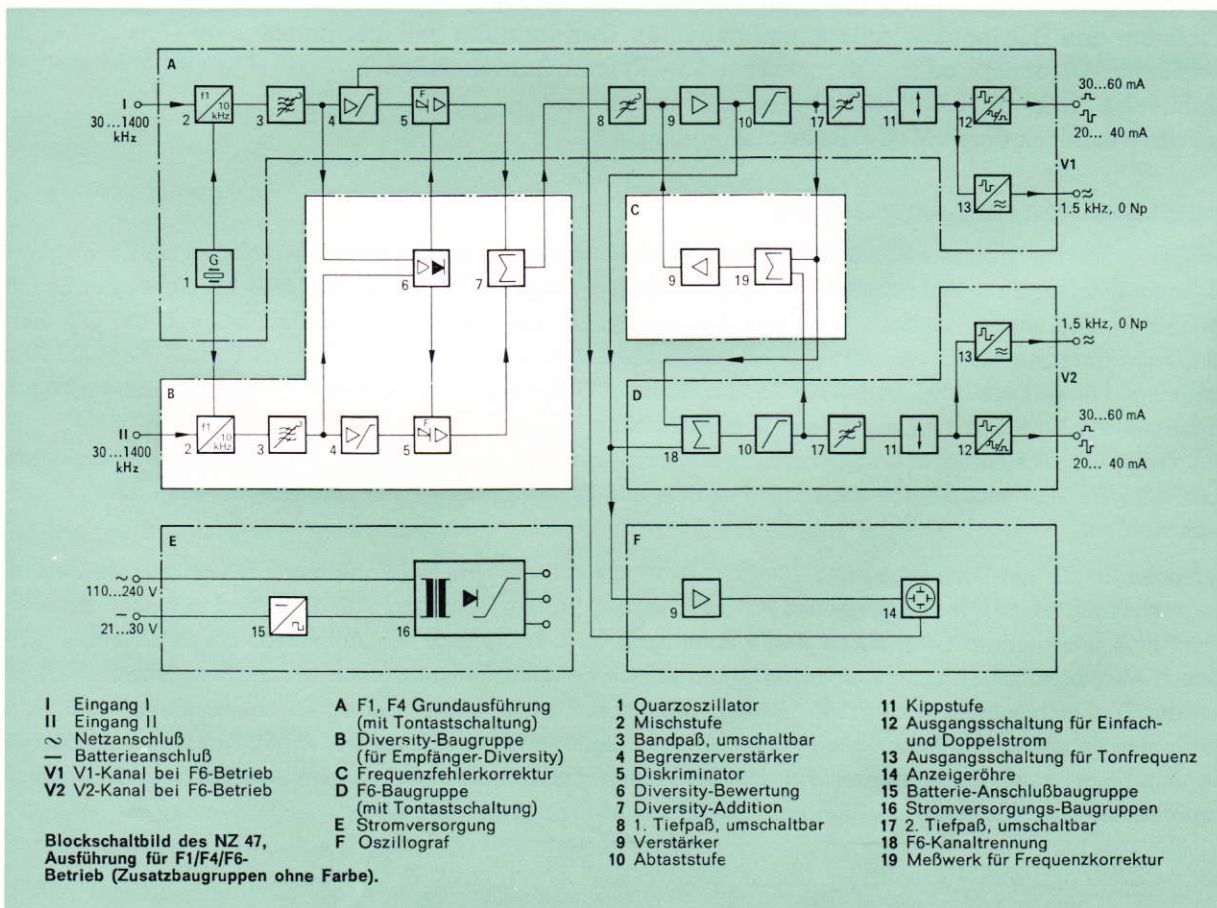 A
I
30...1400
kHz
f1
10
kHz
2
3
4
F
5
8
9
10
17
11
12
30...60 mA
20... 40 mA
V1
13
1.5 kHz, 0 Np
G
1
6
7
C
9
19
B
II
30...1400
kHz
f1
10
kHz
2
3
4
F
5
D
18
10
17
11
12
13
1.5 kHz, 0 Np
V2
30...60 mA
20... 40 mA
E
~
110...240 V
—
21...30 V
15
16
F
9
14
I Eingang I
II Eingang II
~ Netzanschluß
— Batterieanschluß
V1 V1-Kanal bei F6-Betrieb
V2 V2-Kanal bei F6-Betrieb
Blockschaltbild des NZ 47,
Ausführung für F1/F4/F6-
Betrieb (Zusatzbaugruppen ohne Farbe).
A F1, F4 Grundausführung
(mit Tontastschaltung)
B Diversity-Baugruppe
(für Empfänger-Diversity)
C Frequenzfehlerkorrektur
D F6-Baugruppe
(mit Tontastschaltung)
E Stromversorgung
F Oszillograf
1 Quarzoszillator
2 Mischstufe
3 Bandpaß, umschaltbar
4 Begrenzerverstärker
5 Diskriminator
6 Diversity-Bewertung
7 Diversity-Addition
8 1. Tiefpaß, umschaltbar
9 Verstärker
10 Abtaststufe
11 Kippstufe
12 Ausgangsschaltung für Einfach-
und Doppelstrom
13 Ausgangsschaltung für Tonfrequenz
14 Anzeigeröhre
15 Batterie-Anschlußbaugruppe
16 Stromversorgungs-Baugruppen
17 2. Tiefpaß, umschaltbar
18 F6-Kanaltrennung
19 Meßwerk für Frequenzkorrektur